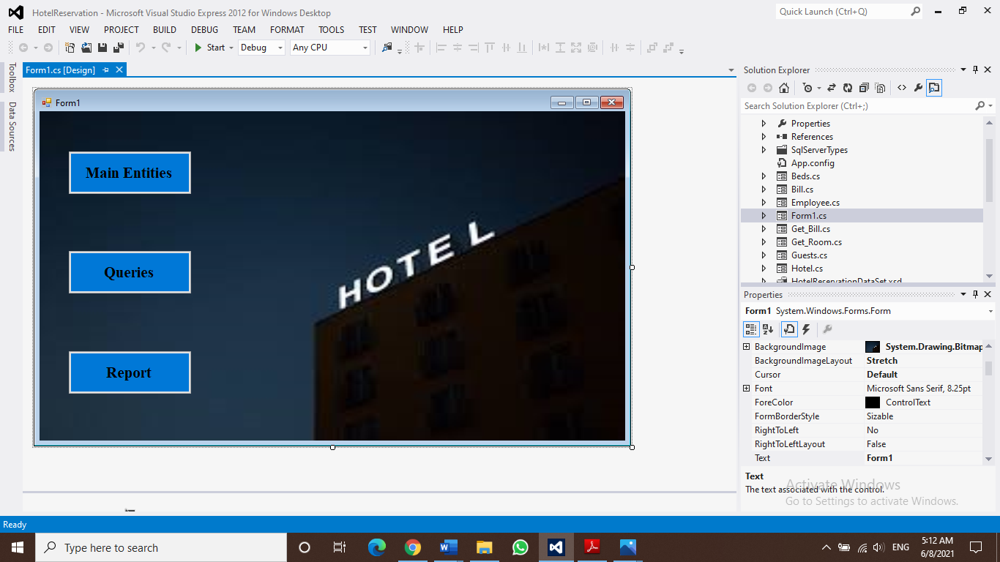 HotelReservation - Microsoft Visual Studio Express 2012 for Windows Desktop
Quick Launch (Ctrl+Q)
FILE EDIT VIEW PROJECT BUILD DEBUG TEAM FORMAT TOOLS TEST WINDOW HELP
Start Debug Any CPU
Toolbox
Data Sources
Form1.cs [Design]
Form1
Main Entities
Queries
Report
HOTEL
Solution Explorer
Search Solution Explorer (Ctrl+;)
Properties
References
SqlServerTypes
App.config
Beds.cs
Bill.cs
Employee.cs
Form1.cs
Get_Bill.cs
Get_Room.cs
Guests.cs
Hotel.cs
HotelReservationDataSet.xsd
Properties
Form1 System.Windows.Forms.Form
BackgroundImage System.Drawing.Bitmap
BackgroundImageLayout Stretch
Cursor Default
Font Microsoft Sans Serif, 8.25pt
ForeColor ControlText
FormBorderStyle Sizable
RightToLeft No
RightToLeftLayout False
Text Form1
Text
The text associated with the control.
Activate Windows
Go to Settings to activate Windows.
Ready
Type here to search
ENG
5:12 AM
6/8/2021